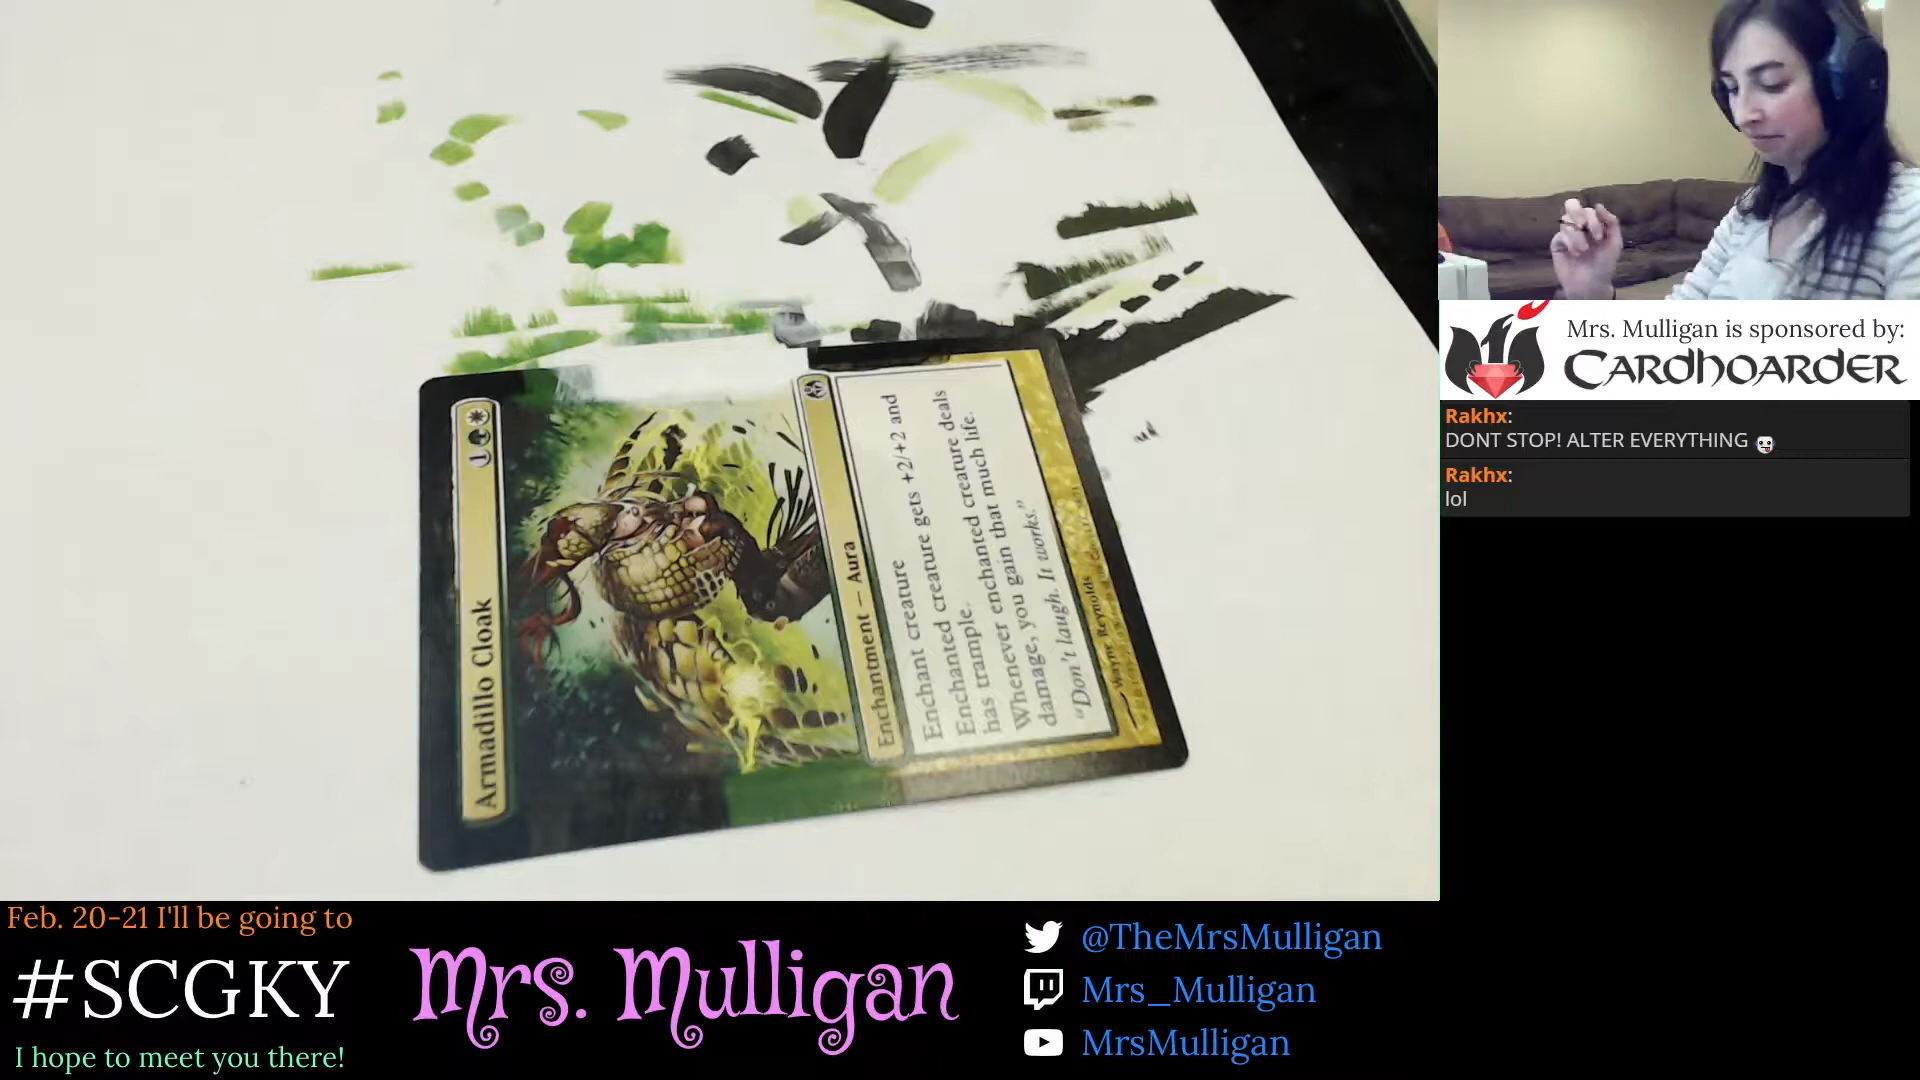 Armadillo Cloak
1
Enchantment — Aura
Enchant creature
Enchanted creature gets +2/+2 and
has trample.
Whenever enchanted creature deals
damage, you gain that much life.
"Don't laugh. It works."
Wayne Reynolds
Mrs. Mulligan is sponsored by:
CARDHOARDER
Rakhx:
DONT STOP! ALTER EVERYTHING
Rakhx:
lol
Feb. 20-21 I'll be going to
#SCGKY
I hope to meet you there!
Mrs. Mulligan
@TheMrsMulligan
Mrs_Mulligan
MrsMulligan